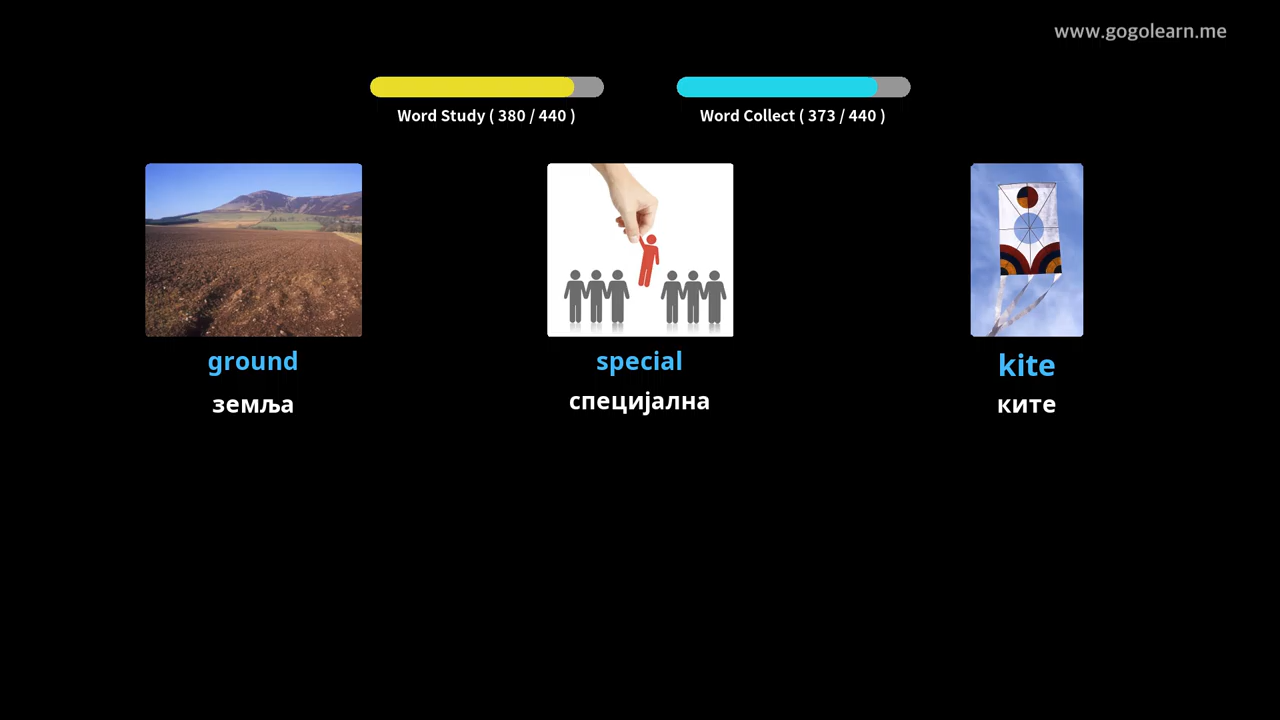 www.gogolearn.me
Word Study ( 380 / 440 )
Word Collect ( 373 / 440 )
ground
special
kite
земља
специјална
ките